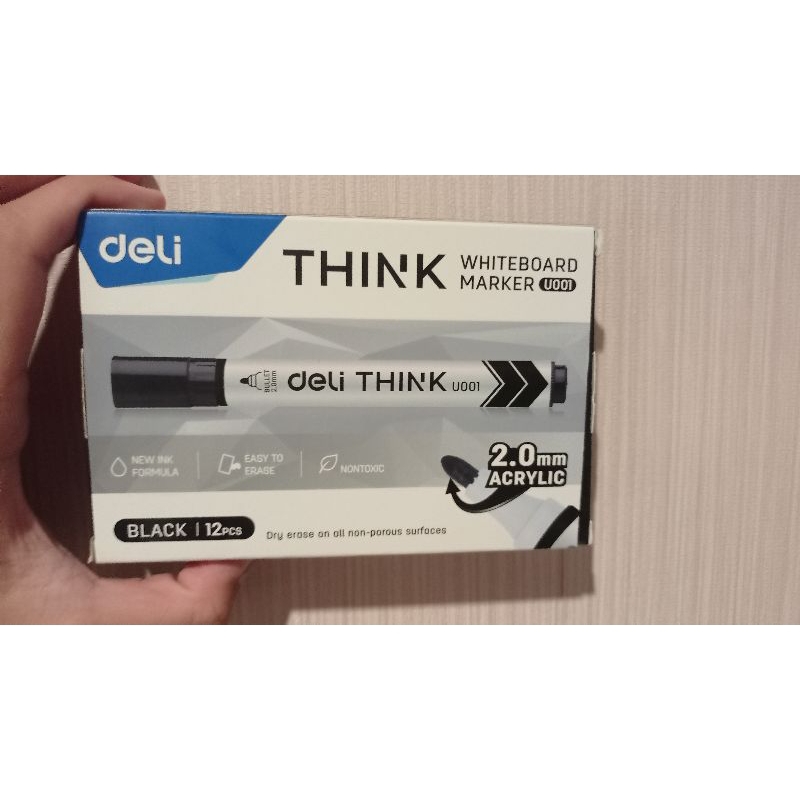 deli
THINK
WHITEBOARD
MARKER U001
BULLET
2.0mm
deli THINK U001
NEW INK
FORMULA
EASY TO
ERASE
NONTOXIC
2.0mm
ACRYLIC
BLACK | 12PCS
Dry erase on all non-porous surfaces